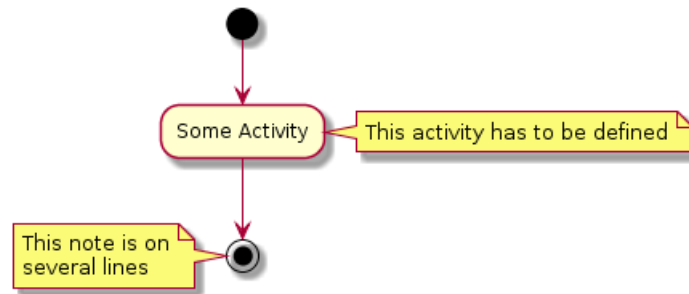 Some Activity
This activity has to be defined
This note is on
several lines